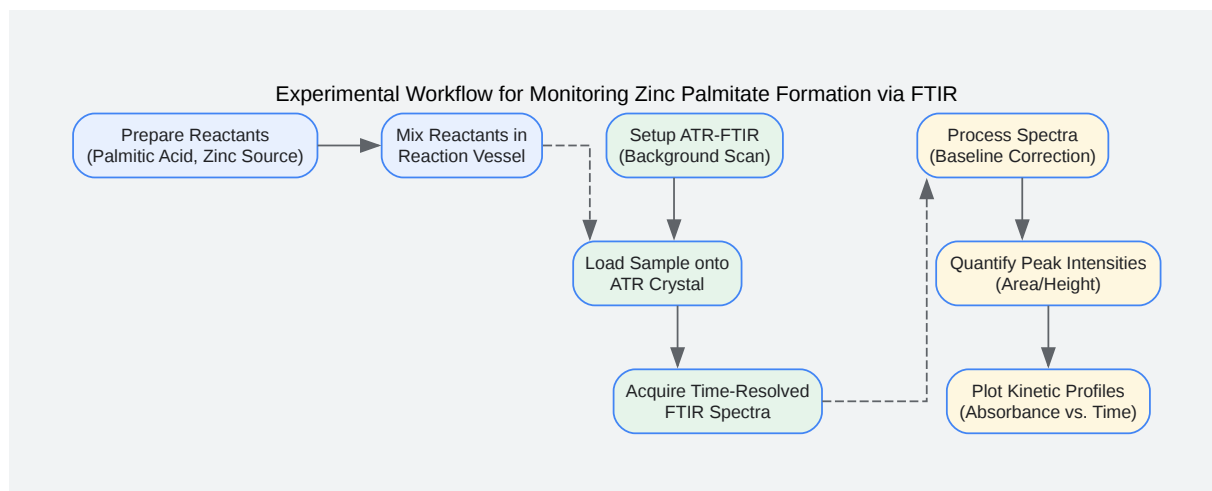 Experimental Workflow for Monitoring Zinc Palmitate Formation via FTIR
Prepare Reactants
(Palmitic Acid, Zinc Source)
Mix Reactants in
Reaction Vessel
Setup ATR-FTIR
(Background Scan)
Load Sample onto
ATR Crystal
Acquire Time-Resolved
FTIR Spectra
Process Spectra
(Baseline Correction)
Quantify Peak Intensities
(Area/Height)
Plot Kinetic Profiles
(Absorbance vs. Time)